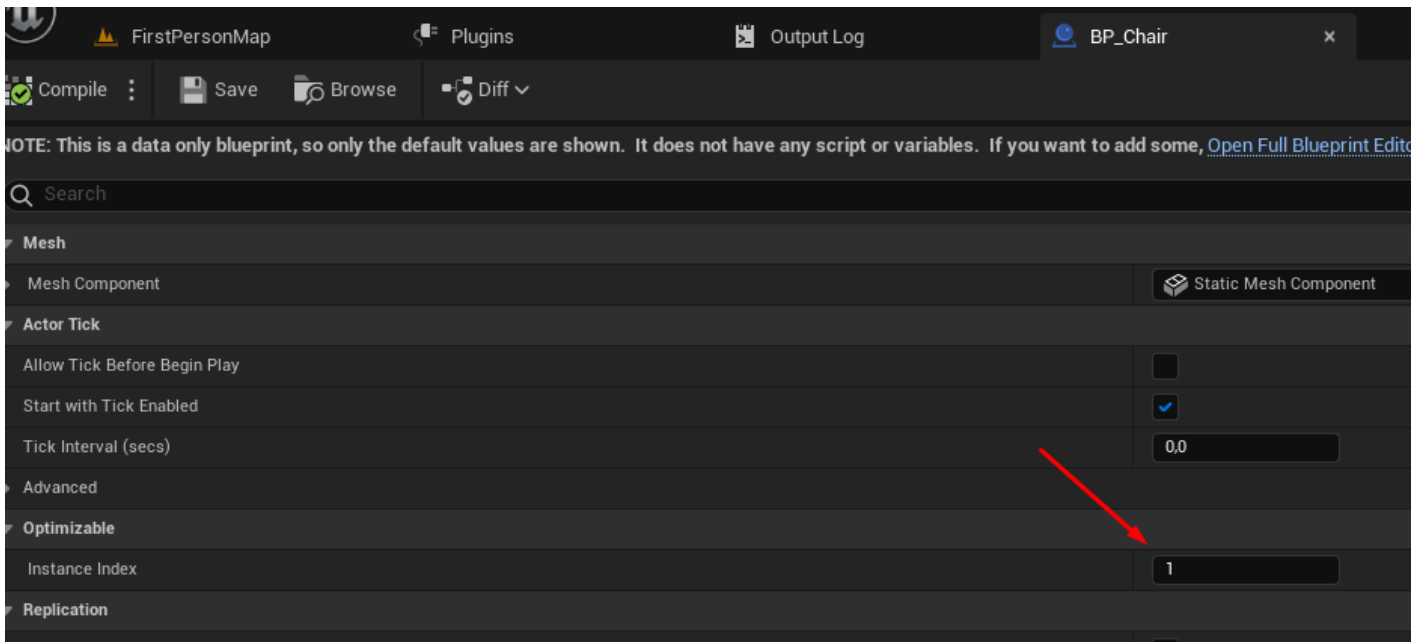 FirstPersonMap Plugins Output Log BP_Chair
Compile Save Browse Diff
NOTE: This is a data only blueprint, so only the default values are shown. It does not have any script or variables. If you want to add some, Open Full Blueprint
Search
Mesh
Mesh Component Static Mesh Component
Actor Tick
Allow Tick Before Begin Play
Start with Tick Enabled
Tick Interval (secs) 0,0
Advanced
Optimizable
Instance Index 1
Replication